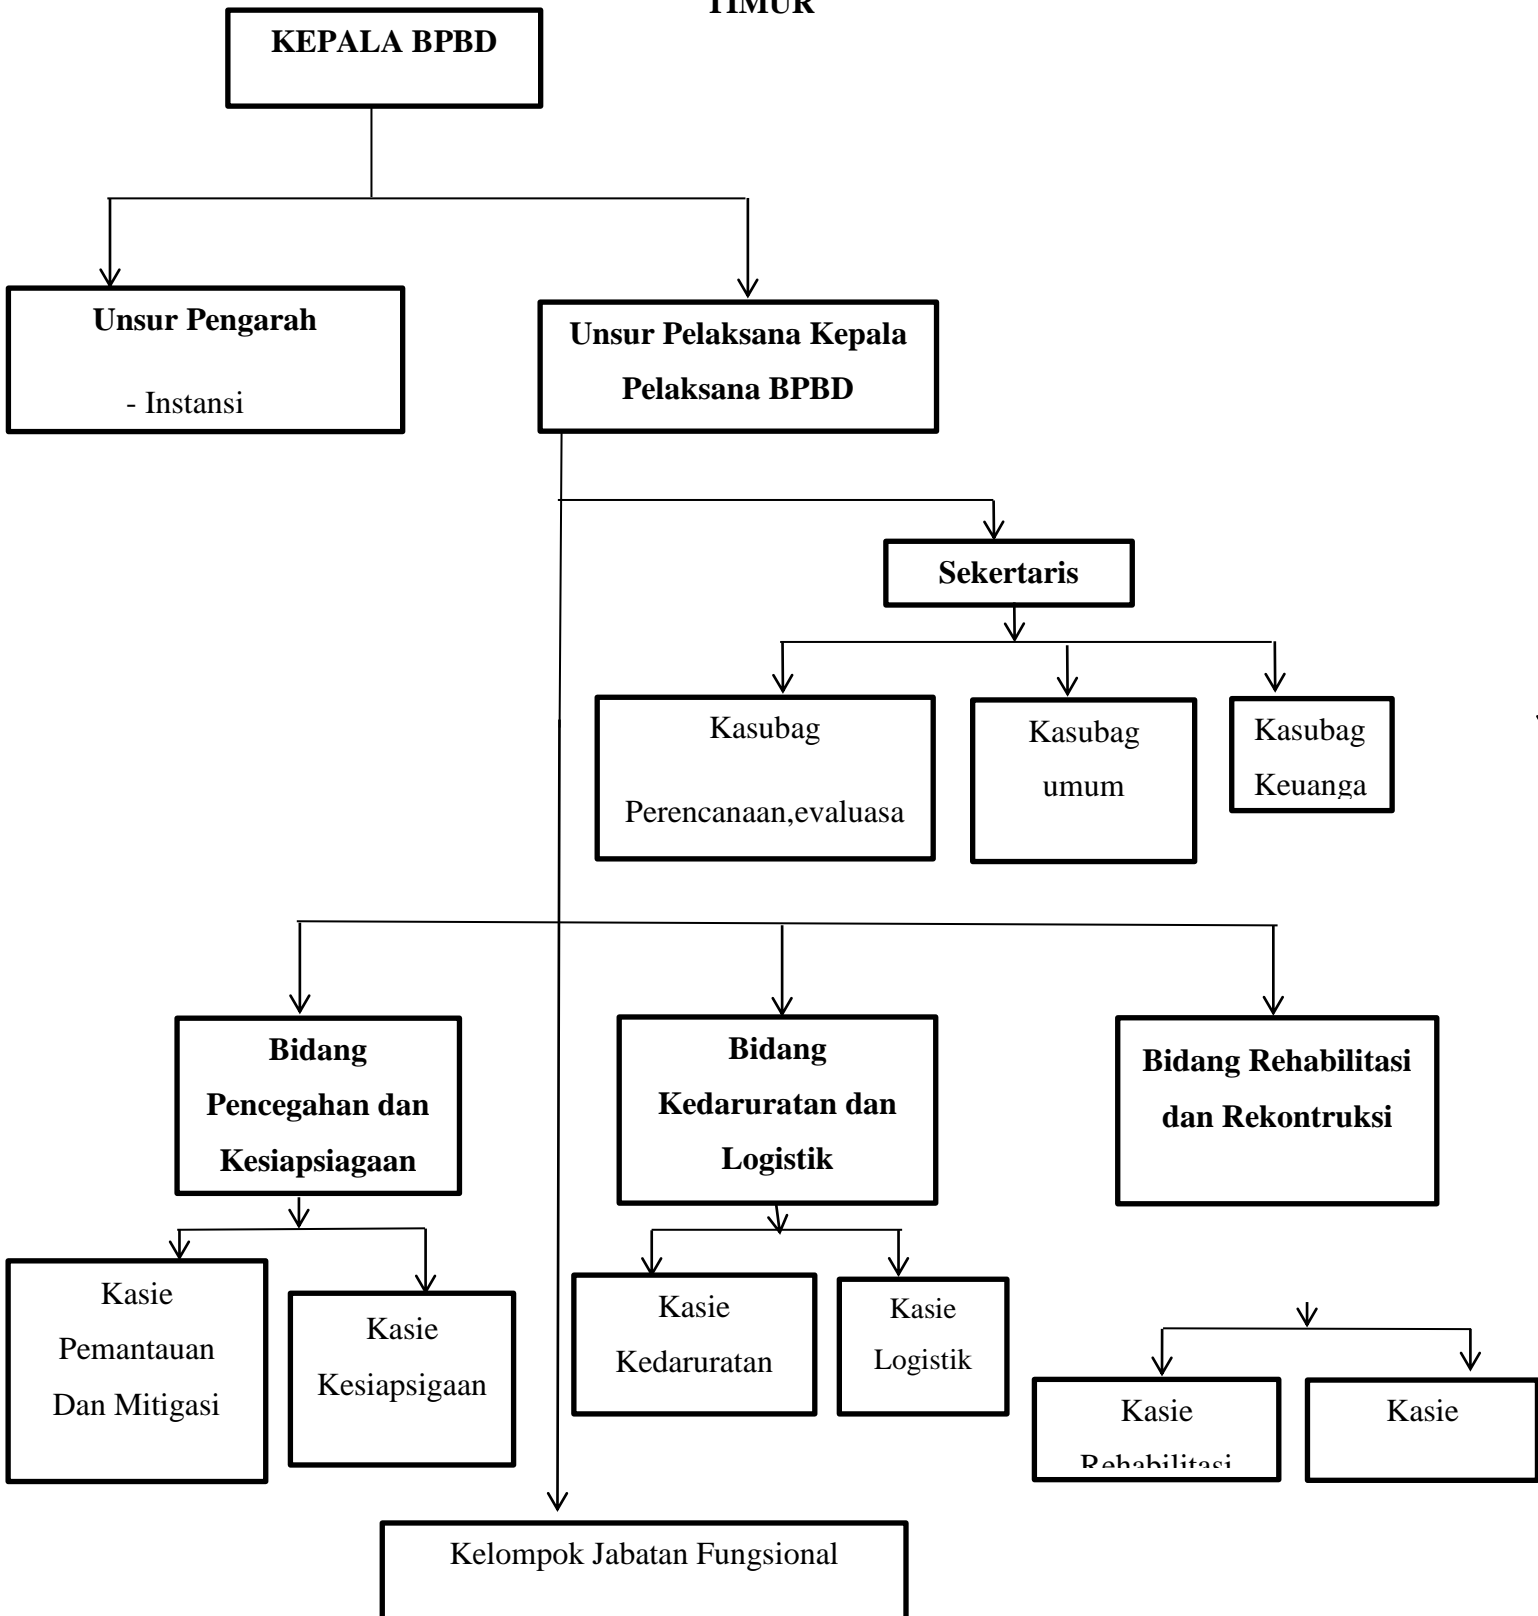 TIMUR
KEPALA BPBD
Unsur Pengarah
- Instansi
Unsur Pelaksana Kepala
Pelaksana BPBD
Sekertaris
Kasubag
Perencanaan,evaluasa
Kasubag
umum
Kasubag
Keuanga
Bidang
Pencegahan dan
Kesiapsiagaan
Bidang
Kedaruratan dan
Logistik
Bidang Rehabilitasi
dan Rekontruksi
Kasie
Pemantauan
Dan Mitigasi
Kasie
Kesiapsigaan
Kasie
Kedaruratan
Kasie
Logistik
Kasie
Rehabilitasi
Kasie
Kelompok Jabatan Fungsional